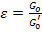 ε = G₀ / G₀′